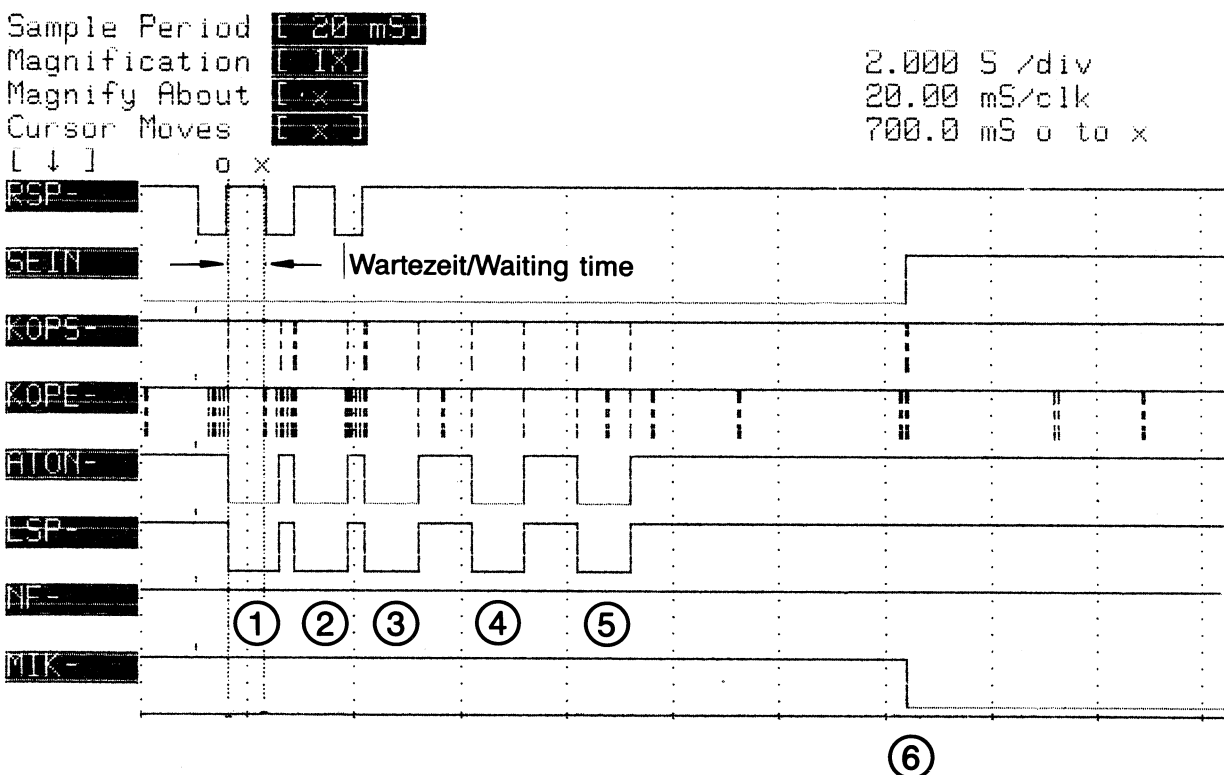 Sample Period [ 20 mS]
Magnification [ 1X]
Magnify About [ x ]
Cursor Moves [ x ]
2.000 S /div
20.00 mS/clk
700.0 mS o to x
[ ↓ ] o x
RSP-
SEIN
Wartezeit/Waiting time
KOPS-
KOPE-
ATON-
LSP-
NF-
① ② ③ ④ ⑤
MIK-
⑥